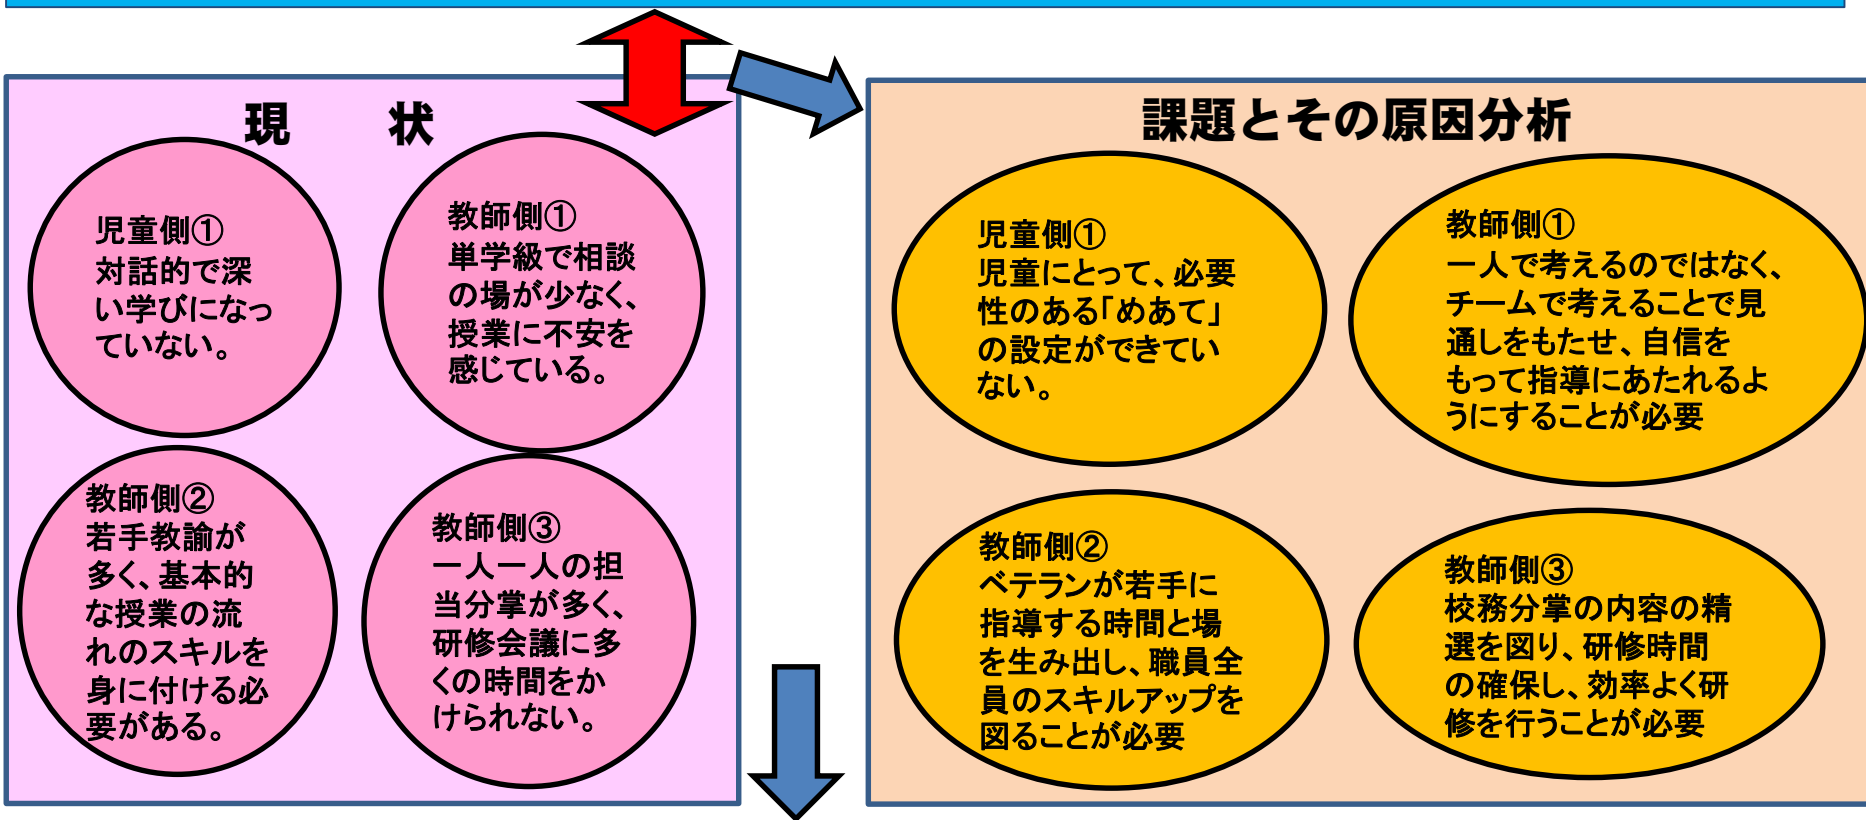 現　　状
児童側①
対話的で深
い学びになっ
ていない。
教師側①
単学級で相談
の場が少なく、
授業に不安を
感じている。
教師側②
若手教諭が
多く、基本的
な授業の流
れのスキルを
身に付ける必
要がある。
教師側③
一人一人の担
当分掌が多く、
研修会議に多
くの時間をか
けられない。
課題とその原因分析
児童側①
児童にとって、必要
性のある「めあて」
の設定ができてい
ない。
教師側①
一人で考えるのではなく、
チームで考えることで見
通しをもたせ、自信を
もって指導にあたれるよ
うにすることが必要
教師側②
ベテランが若手に
指導する時間と場
を生み出し、職員全
員のスキルアップを
図ることが必要
教師側③
校務分掌の内容の精
選を図り、研修時間
の確保し、効率よく研
修を行うことが必要